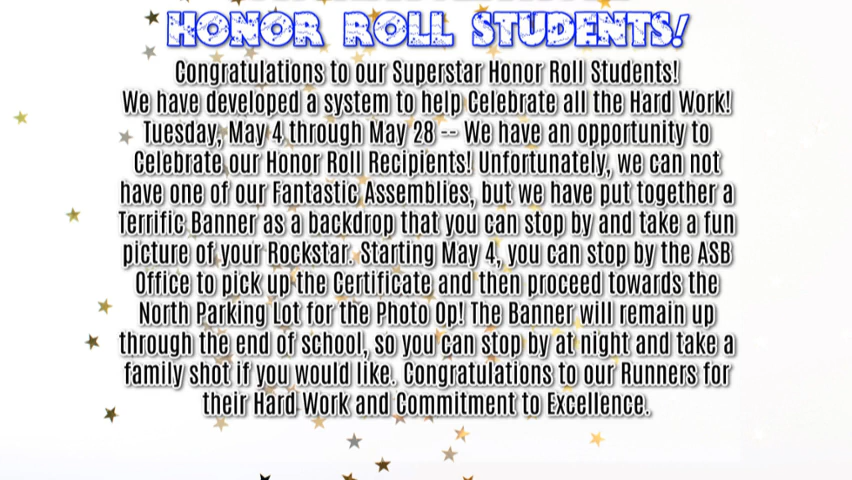 HONOR ROLL STUDENTS!
Congratulations to our Superstar Honor Roll Students!
We have developed a system to help Celebrate all the Hard Work!
Tuesday, May 4 through May 28 -- We have an opportunity to
Celebrate our Honor Roll Recipients! Unfortunately, we can not
have one of our Fantastic Assemblies, but we have put together a
Terrific Banner as a backdrop that you can stop by and take a fun
picture of your Rockstar. Starting May 4, you can stop by the ASB
Office to pick up the Certificate and then proceed towards the
North Parking Lot for the Photo Op! The Banner will remain up
through the end of school, so you can stop by at night and take a
family shot if you would like. Congratulations to our Runners for
their Hard Work and Commitment to Excellence.